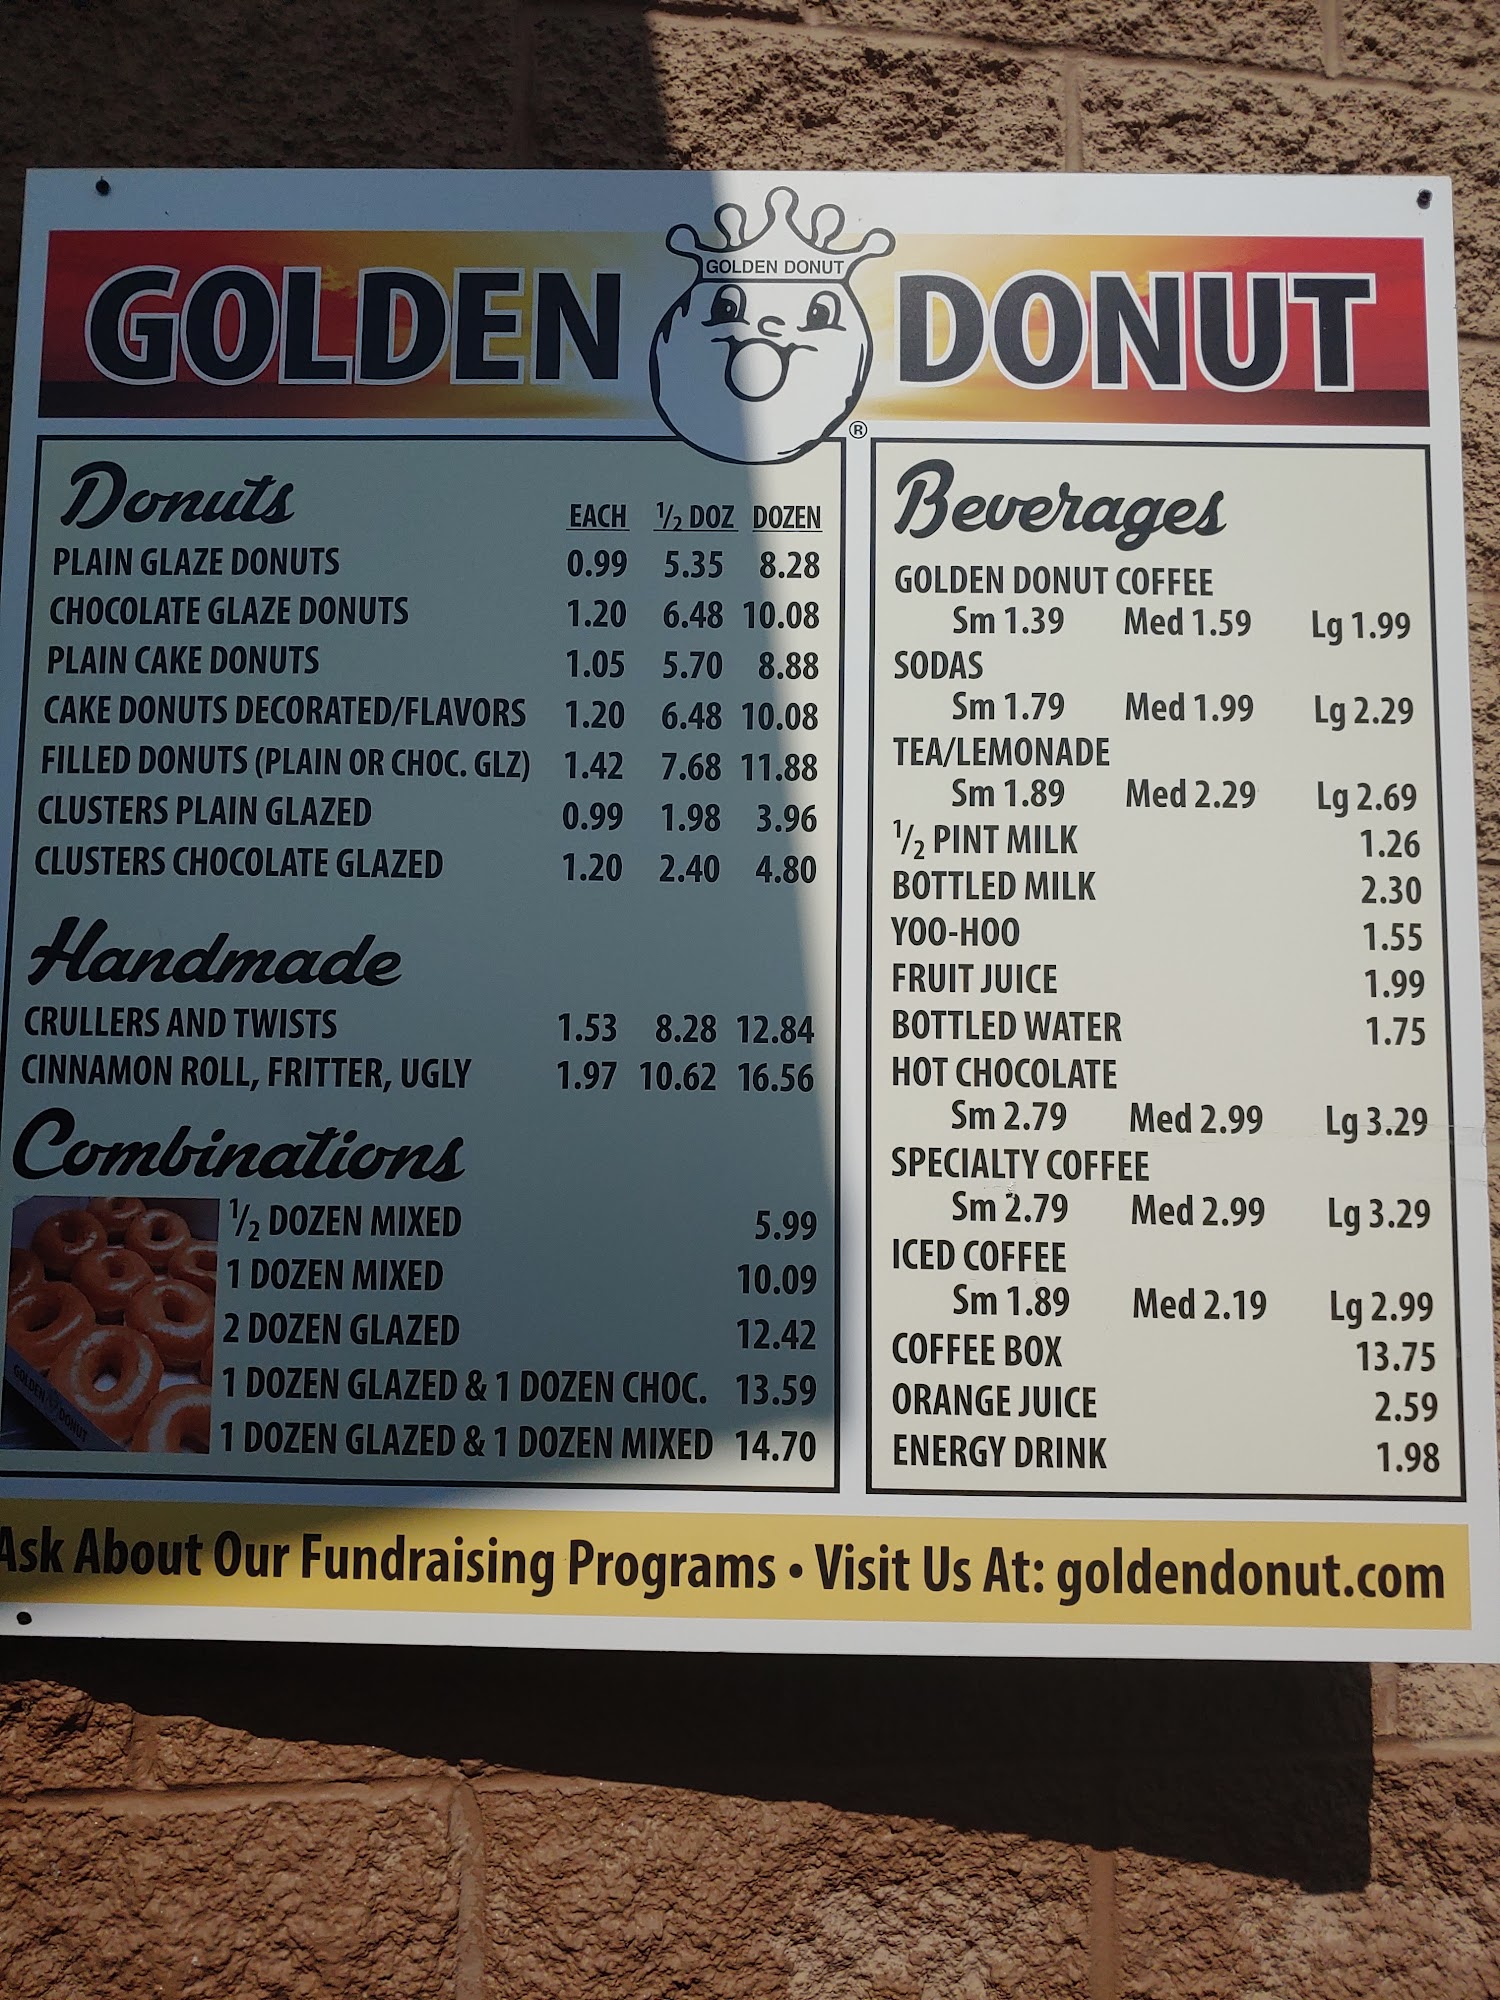 GOLDEN DONUT
GOLDEN DONUT
®
Donuts EACH 1/2 DOZ DOZEN
PLAIN GLAZE DONUTS 0.99 5.35 8.28
CHOCOLATE GLAZE DONUTS 1.20 6.48 10.08
PLAIN CAKE DONUTS 1.05 5.70 8.88
CAKE DONUTS DECORATED/FLAVORS 1.20 6.48 10.08
FILLED DONUTS (PLAIN OR CHOC. GLZ) 1.42 7.68 11.88
CLUSTERS PLAIN GLAZED 0.99 1.98 3.96
CLUSTERS CHOCOLATE GLAZED 1.20 2.40 4.80
Handmade
CRULLERS AND TWISTS 1.53 8.28 12.84
CINNAMON ROLL, FRITTER, UGLY 1.97 10.62 16.56
Combinations
1/2 DOZEN MIXED 5.99
1 DOZEN MIXED 10.09
2 DOZEN GLAZED 12.42
1 DOZEN GLAZED & 1 DOZEN CHOC. 13.59
1 DOZEN GLAZED & 1 DOZEN MIXED 14.70
GOLDEN DONUT
Beverages
GOLDEN DONUT COFFEE
Sm 1.39 Med 1.59 Lg 1.99
SODAS
Sm 1.79 Med 1.99 Lg 2.29
TEA/LEMONADE
Sm 1.89 Med 2.29 Lg 2.69
1/2 PINT MILK 1.26
BOTTLED MILK 2.30
YOO-HOO 1.55
FRUIT JUICE 1.99
BOTTLED WATER 1.75
HOT CHOCOLATE
Sm 2.79 Med 2.99 Lg 3.29
SPECIALTY COFFEE
Sm 2.79 Med 2.99 Lg 3.29
ICED COFFEE
Sm 1.89 Med 2.19 Lg 2.99
COFFEE BOX 13.75
ORANGE JUICE 2.59
ENERGY DRINK 1.98
Ask About Our Fundraising Programs • Visit Us At: goldendonut.com